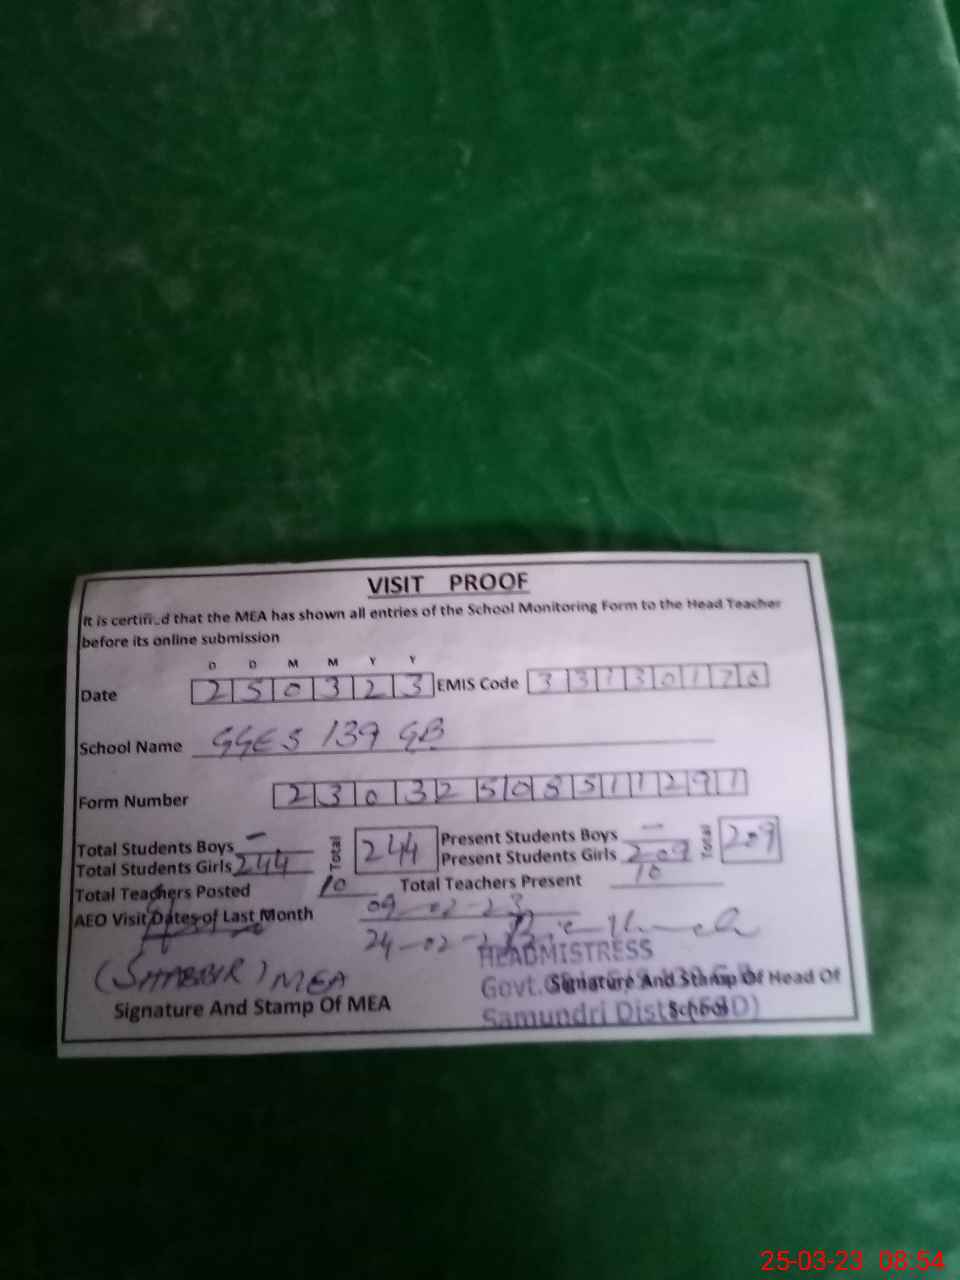 VISIT PROOF
It is certified that the MEA has shown all entries of the School Monitoring Form to the Head Teacher
before its online submission
D D M M Y Y
Date 2 5 0 3 2 3 EMIS Code 3 3 1 3 0 1 7 0
School Name GGES 139 GB
Form Number 2 3 0 3 2 5 0 8 5 1 1 2 9 1
Total Students Boys — Total 244 Present Students Boys — Total 209
Total Students Girls 244 Present Students Girls 209
Total Teachers Posted 10 Total Teachers Present 10
AEO Visit Dates of Last Month 09-02-23
24-02-
HEADMISTRESS
(SHABBIR) MEA Govt. Signature And Stamp Of Head Of
Signature And Stamp Of MEA Samundri Dist School
25-03-23 08:54